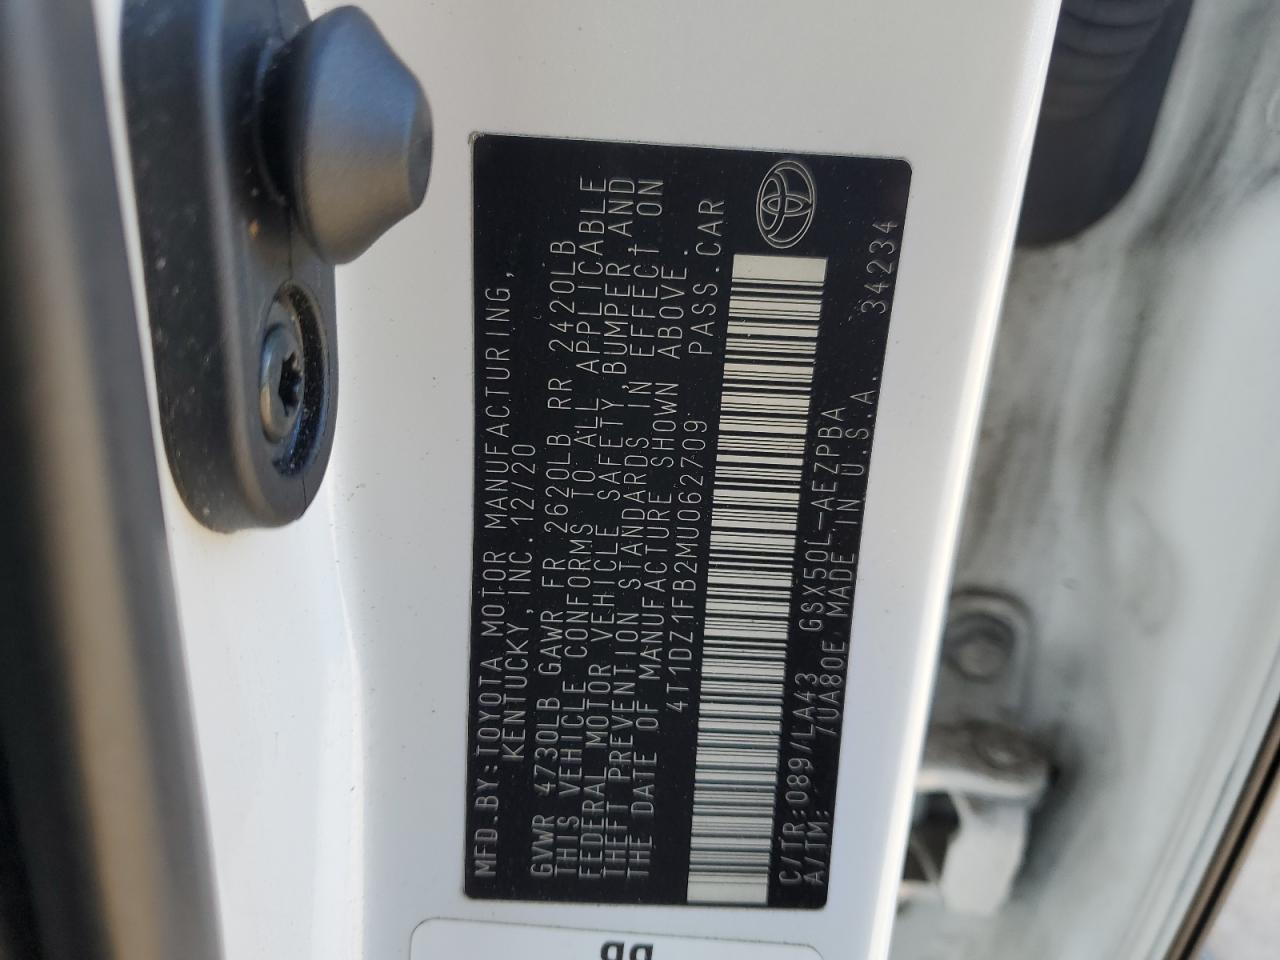 MFD.BY:TOYOTA MOTOR MANUFACTURING,
KENTUCKY,INC. 12/20
GVWR 4730LB GAWR FR 2620LB RR 2420LB
THIS VEHICLE CONFORMS TO ALL APPLICABLE
FEDERAL MOTOR VEHICLE SAFETY,BUMPER,AND
THEFT PREVENTION STANDARDS IN EFFECT ON
THE DATE OF MANUFACTURE SHOWN ABOVE.
4T1DZ1FB2MU062709 PASS.CAR
C/TR:089/LA43 GSX50L-AEZPBA
A/TM: 7UA80E, MADE IN U.S.A. 34234